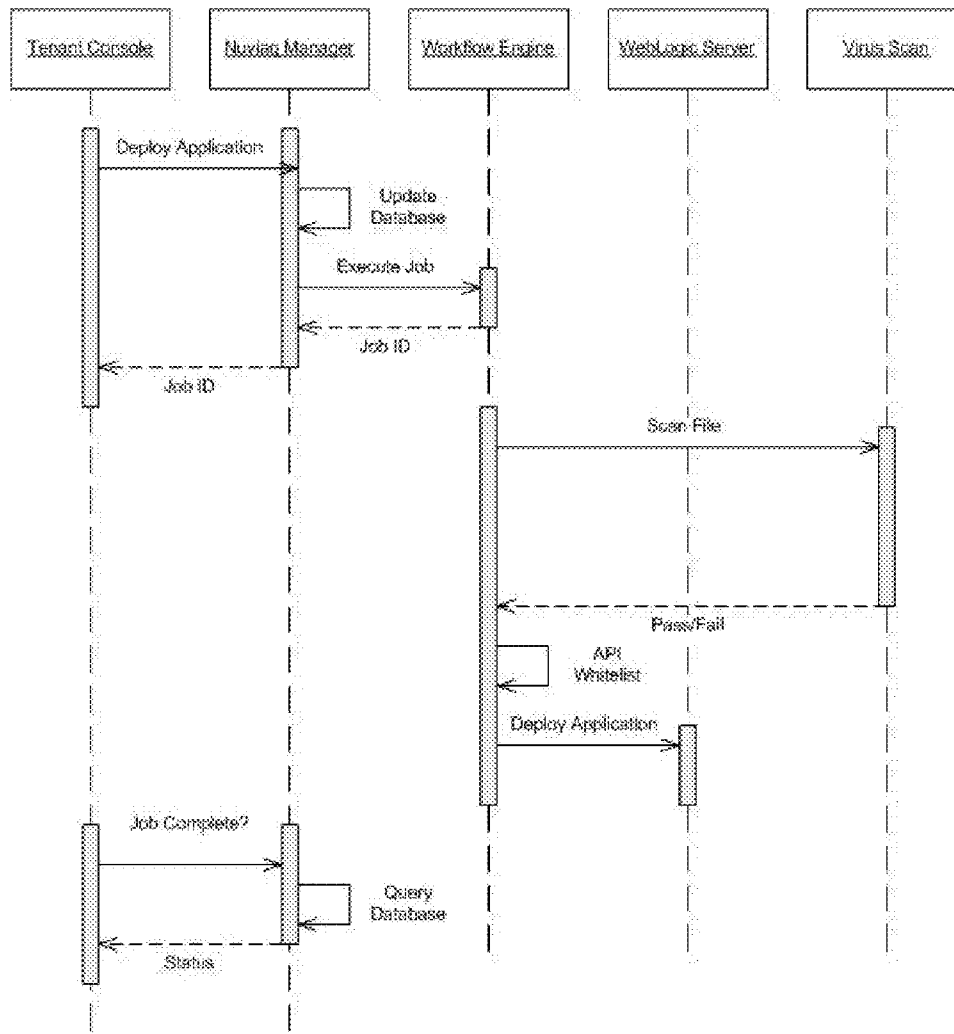 Tenant Console
Nuviaq Manager
Workflow Engine
WebLogic Server
Virus Scan
Deploy Application
Update
Database
Execute Job
Job ID
Job ID
Scan File
Pass/Fail
API
Whitelist
Deploy Application
Job Complete?
Query
Database
Status